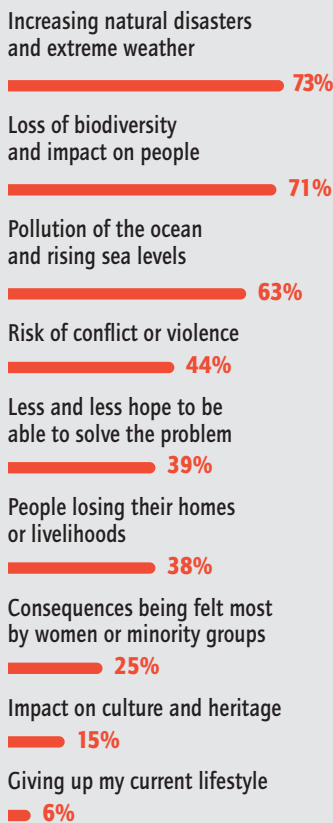 Increasing natural disasters
and extreme weather
73%
Loss of biodiversity
and impact on people
71%
Pollution of the ocean
and rising sea levels
63%
Risk of conflict or violence
44%
Less and less hope to be
able to solve the problem
39%
People losing their homes
or livelihoods
38%
Consequences being felt most
by women or minority groups
25%
Impact on culture and heritage
15%
Giving up my current lifestyle
6%